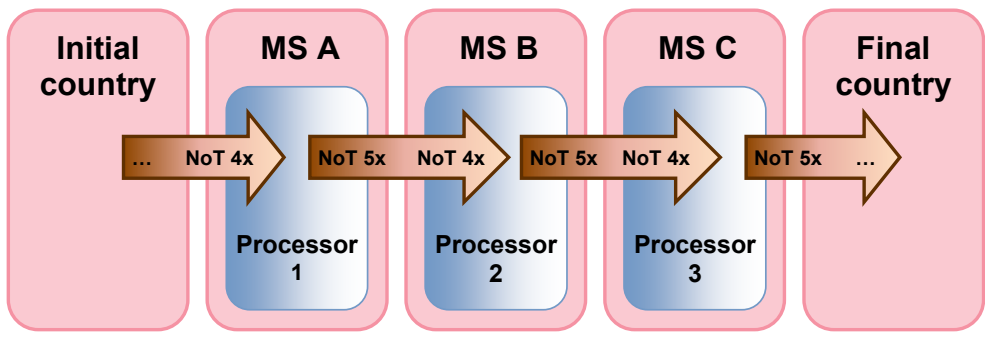 Initial
country
MS A
MS B
MS C
Final
country
... NoT 4x
NoT 5x NoT 4x
NoT 5x NoT 4x
NoT 5x ...
Processor
1
Processor
2
Processor
3